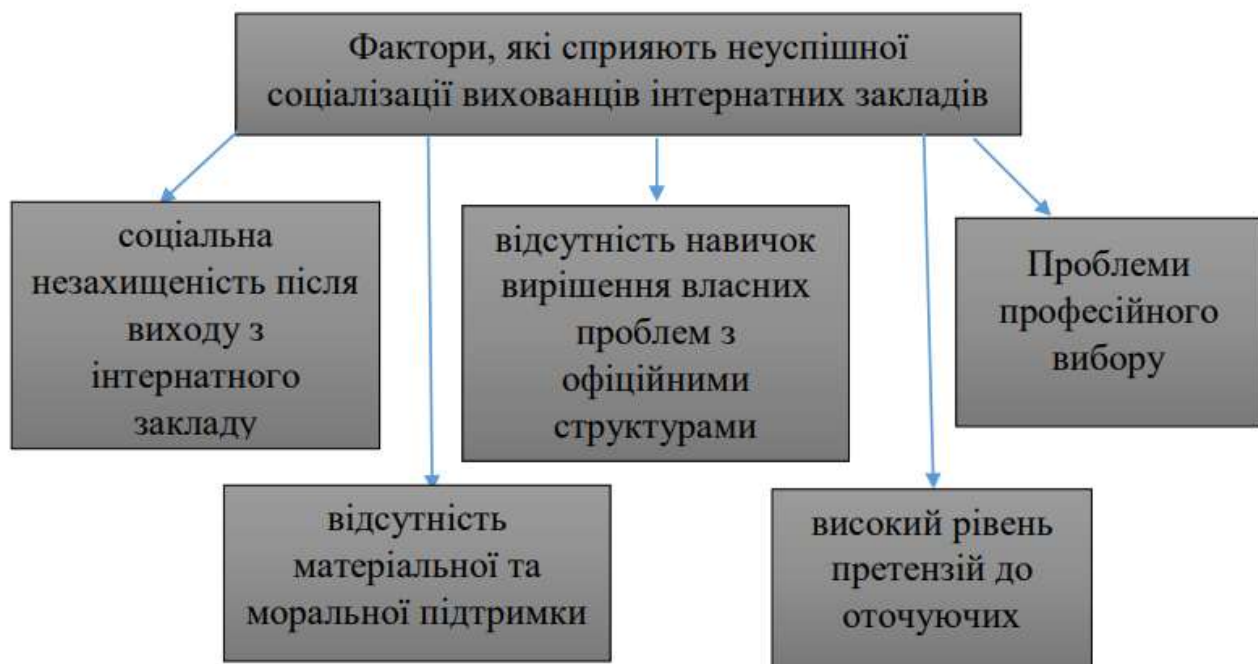 Фактори, які сприяють неуспішної
соціалізації вихованців інтернатних закладів
соціальна
незахищеність після
виходу з
інтернатного
закладу
відсутність навичок
вирішення власних
проблем з
офіційними
структурами
Проблеми
професійного
вибору
відсутність
матеріальної та
моральної підтримки
високий рівень
претензій до
оточуючих